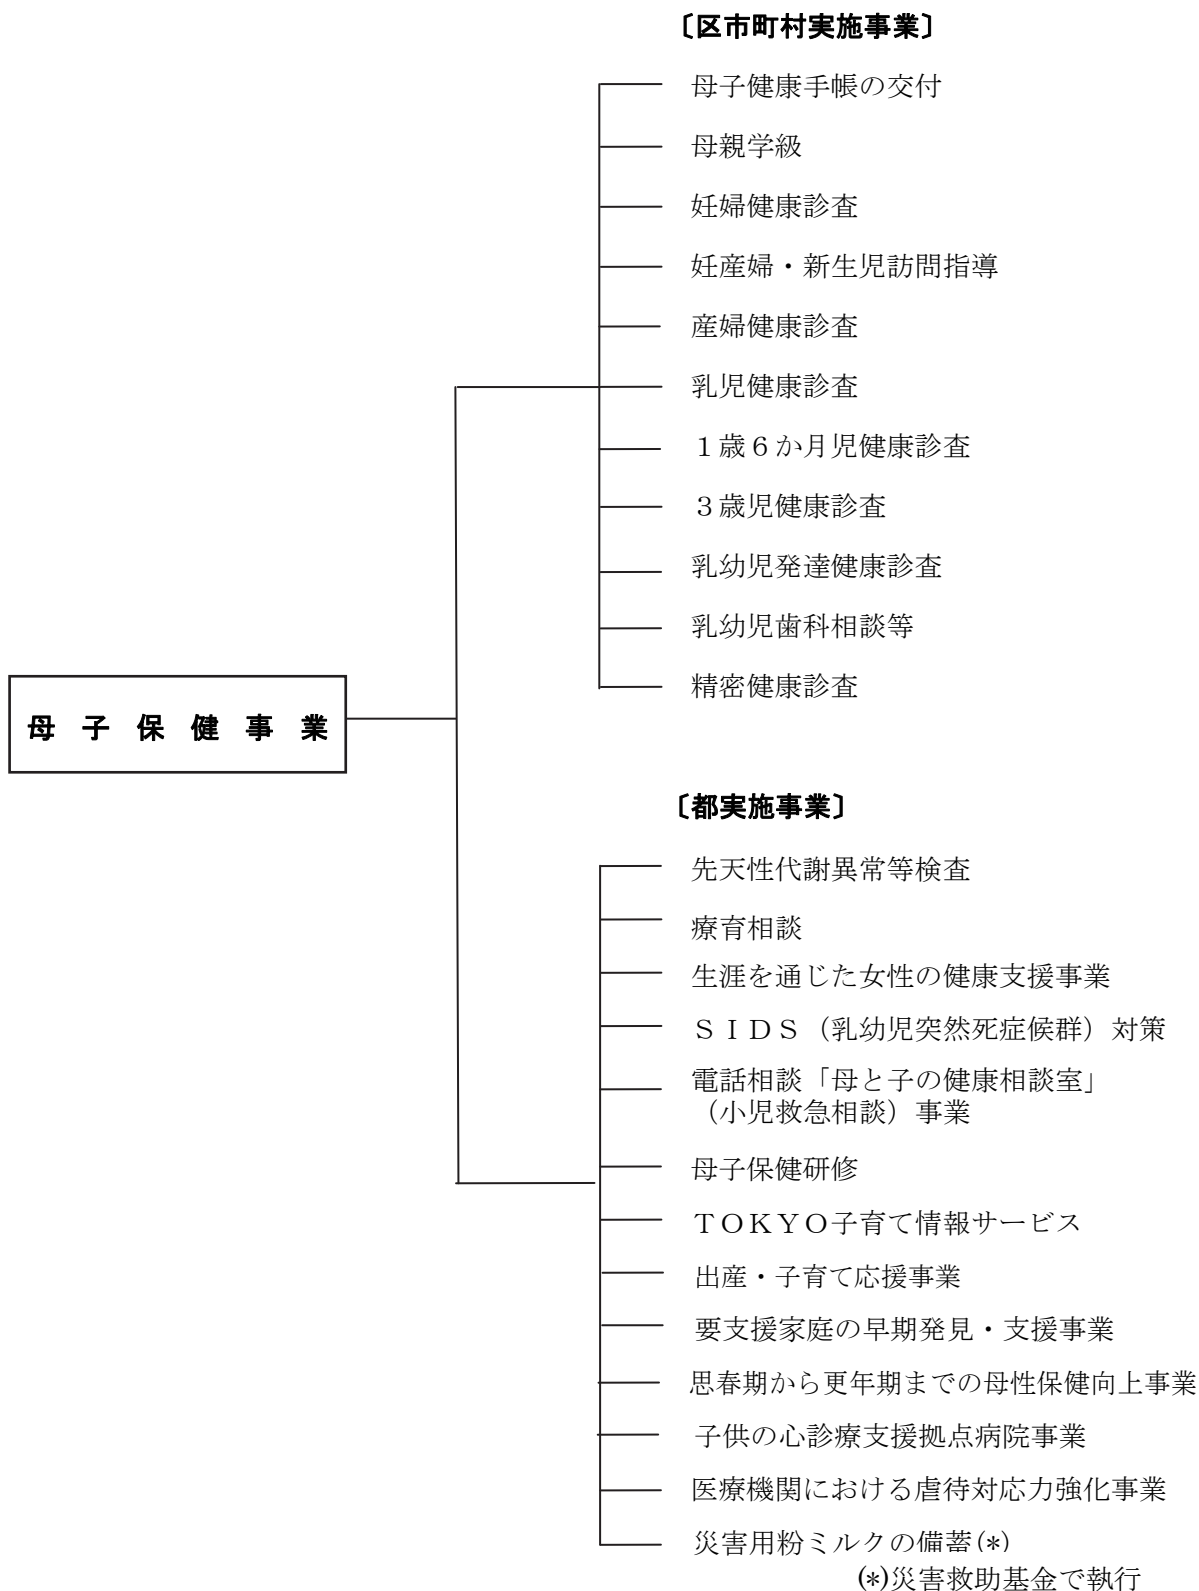 〔区市町村実施事業〕
母子健康手帳の交付
母親学級
妊婦健康診査
妊産婦・新生児訪問指導
産婦健康診査
乳児健康診査
１歳６か月児健康診査
３歳児健康診査
乳幼児発達健康診査
乳幼児歯科相談等
精密健康診査
母子保健事業
〔都実施事業〕
先天性代謝異常等検査
療育相談
生涯を通じた女性の健康支援事業
ＳＩＤＳ（乳幼児突然死症候群）対策
電話相談「母と子の健康相談室」
（小児救急相談）事業
母子保健研修
ＴＯＫＹＯ子育て情報サービス
出産・子育て応援事業
要支援家庭の早期発見・支援事業
思春期から更年期までの母性保健向上事業
子供の心診療支援拠点病院事業
医療機関における虐待対応力強化事業
災害用粉ミルクの備蓄(*)
(*)災害救助基金で執行